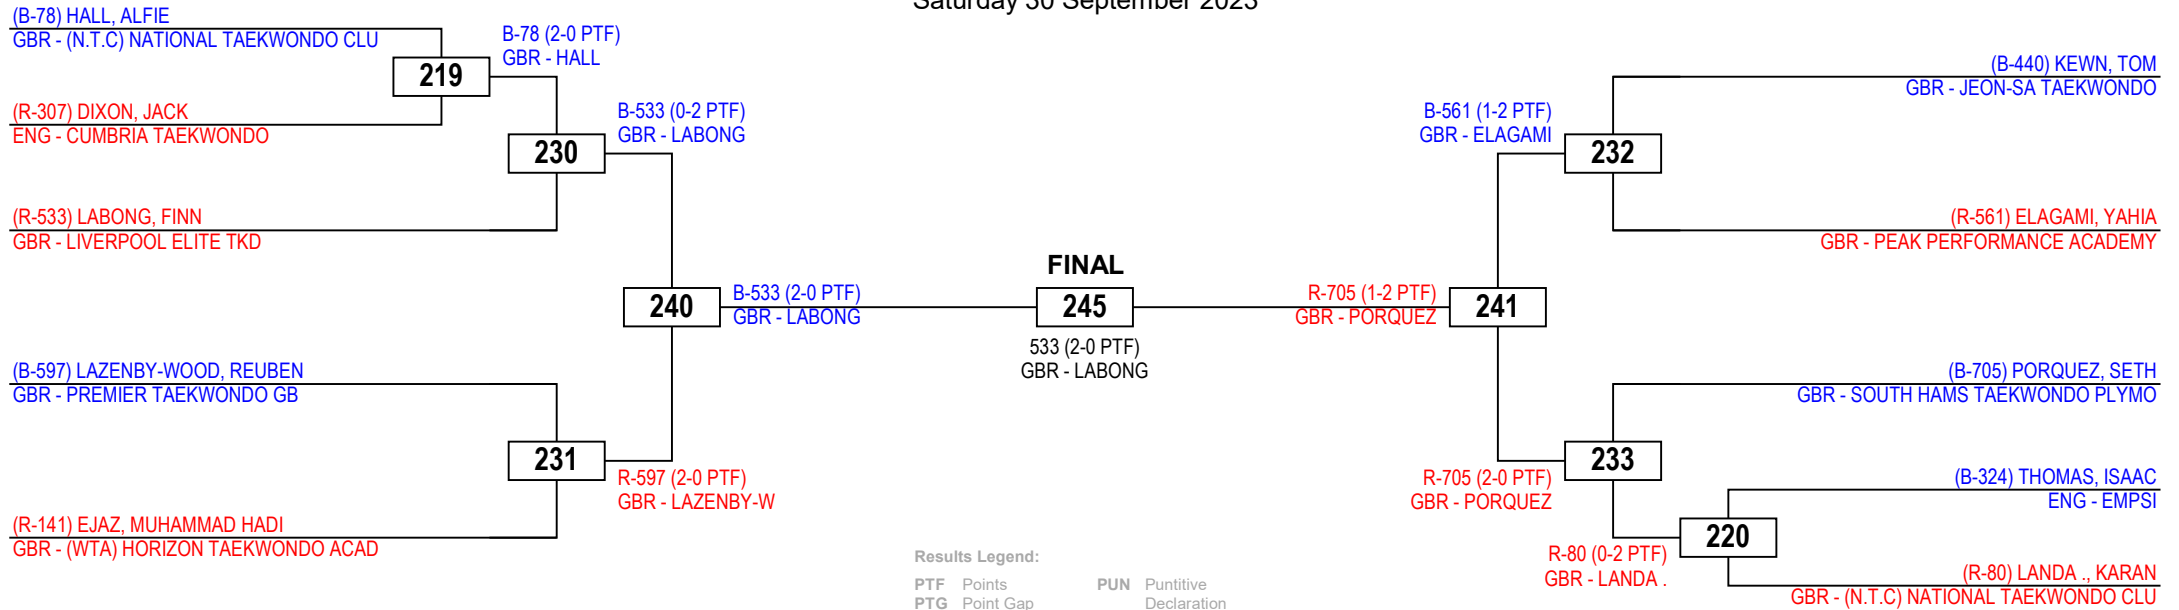 Saturday 30 September 2023
(B-78) HALL, ALFIE
GBR - (N.T.C) NATIONAL TAEKWONDO CLU
219
B-78 (2-0 PTF)
GBR - HALL
(R-307) DIXON, JACK
ENG - CUMBRIA TAEKWONDO
230
B-533 (0-2 PTF)
GBR - LABONG
(R-533) LABONG, FINN
GBR - LIVERPOOL ELITE TKD
240
B-533 (2-0 PTF)
GBR - LABONG
(B-597) LAZENBY-WOOD, REUBEN
GBR - PREMIER TAEKWONDO GB
231
R-597 (2-0 PTF)
GBR - LAZENBY-W
(R-141) EJAZ, MUHAMMAD HADI
GBR - (WTA) HORIZON TAEKWONDO ACAD
FINAL
245
533 (2-0 PTF)
GBR - LABONG
(B-440) KEWN, TOM
GBR - JEON-SA TAEKWONDO
B-561 (1-2 PTF)
GBR - ELAGAMI
232
(R-561) ELAGAMI, YAHIA
GBR - PEAK PERFORMANCE ACADEMY
R-705 (1-2 PTF)
GBR - PORQUEZ
241
(B-705) PORQUEZ, SETH
GBR - SOUTH HAMS TAEKWONDO PLYMO
233
R-705 (2-0 PTF)
GBR - PORQUEZ
(B-324) THOMAS, ISAAC
ENG - EMPSI
220
R-80 (0-2 PTF)
GBR - LANDA .
(R-80) LANDA ., KARAN
GBR - (N.T.C) NATIONAL TAEKWONDO CLU
Results Legend:
PTF Points PUN Puntitive
PTG Point Gap Declaration